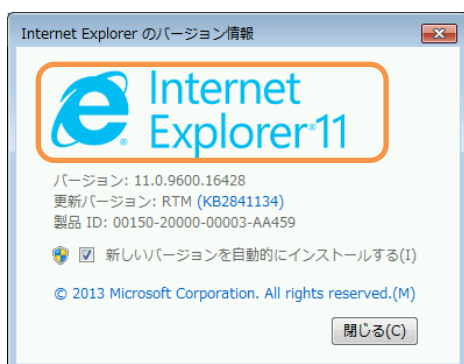 Internet Explorer のバージョン情報
Internet
Explorer®11
バージョン: 11.0.9600.16428
更新バージョン: RTM (KB2841134)
製品 ID: 00150-20000-00003-AA459
新しいバージョンを自動的にインストールする(I)
© 2013 Microsoft Corporation. All rights reserved.(M)
閉じる(C)